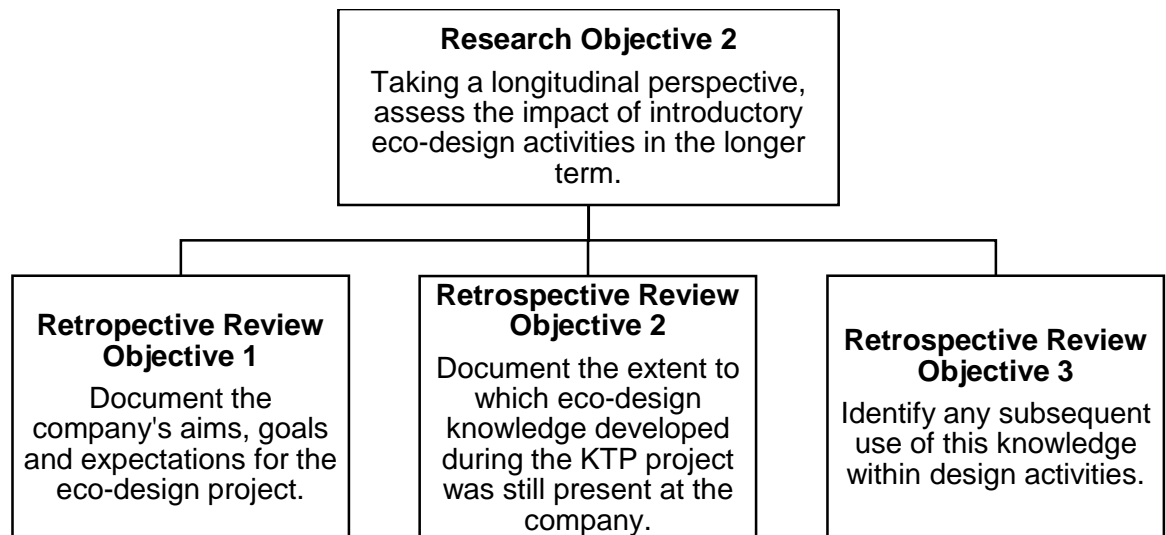 Research Objective 2
Taking a longitudinal perspective,
assess the impact of introductory
eco-design activities in the longer
term.
Retropective Review
Objective 1
Document the
company's aims, goals
and expectations for the
eco-design project.
Retrospective Review
Objective 2
Document the extent to
which eco-design
knowledge developed
during the KTP project
was still present at the
company.
Retrospective Review
Objective 3
Identify any subsequent
use of this knowledge
within design activities.